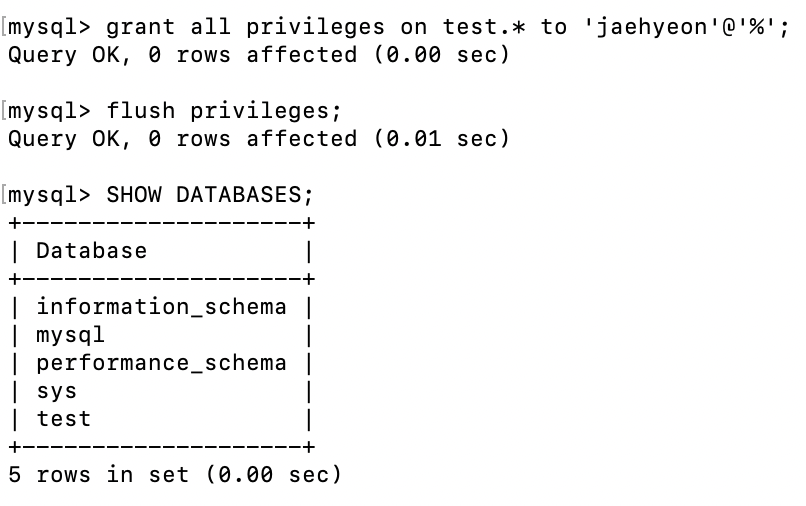 [mysql> grant all privileges on test.* to 'jaehyeon'@'%';
Query OK, 0 rows affected (0.00 sec)
[mysql> flush privileges;
Query OK, 0 rows affected (0.01 sec)
[mysql> SHOW DATABASES;
+--------------------+
| Database           |
+--------------------+
| information_schema |
| mysql              |
| performance_schema |
| sys                |
| test               |
+--------------------+
5 rows in set (0.00 sec)